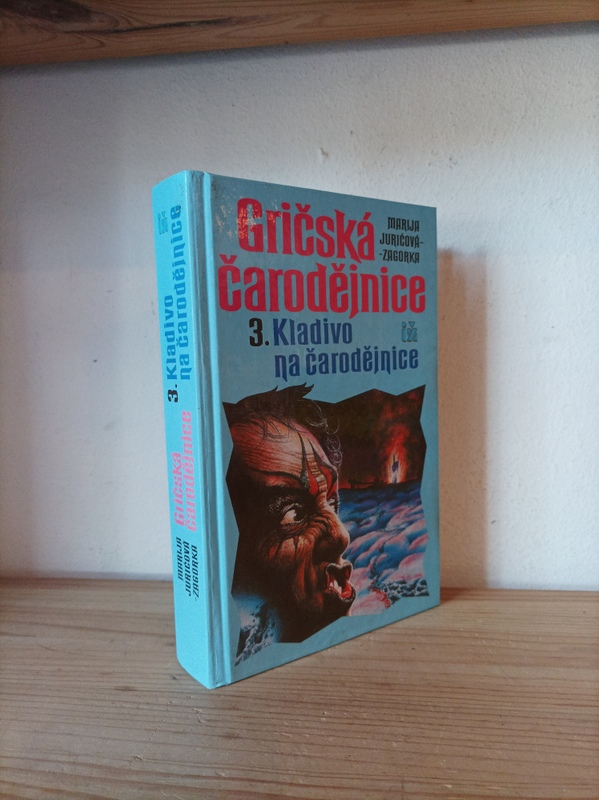 Gričská
čarodějnice
MARIJA
JURIĆOVÁ-
-ZAGORKA
3. Kladivo
na čarodějnice
3. Kladivo
na čarodějnice
Gričská
čarodějnice
MARIJA
JURIĆOVÁ-
-ZAGORKA